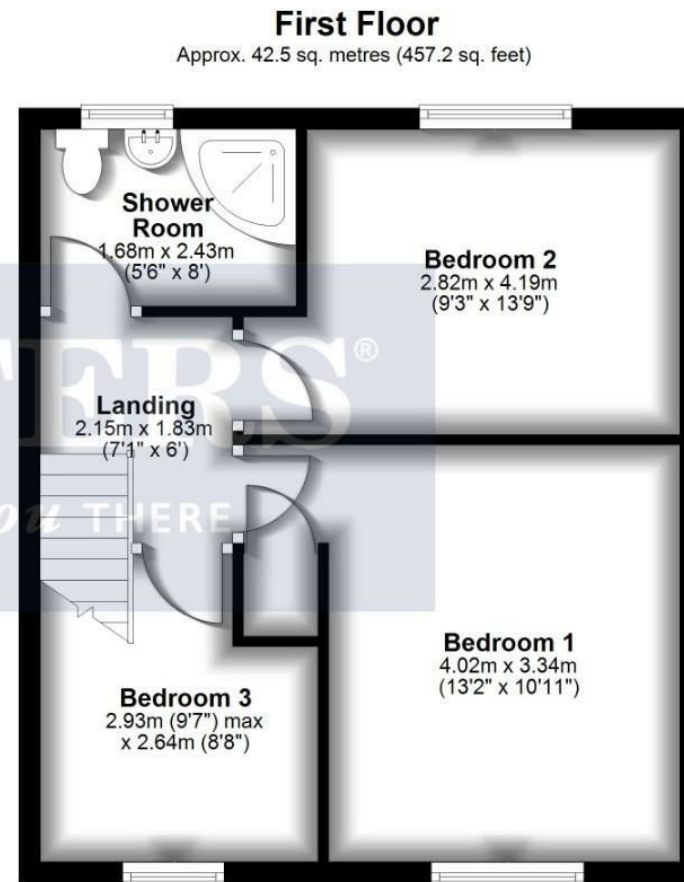 First Floor
Approx. 42.5 sq. metres (457.2 sq. feet)
Shower
Room
1.68m x 2.43m
(5'6" x 8')
Bedroom 2
2.82m x 4.19m
(9'3" x 13'9")
TERS®
Landing
2.15m x 1.83m
(7'1" x 6')
you THERE
Bedroom 1
4.02m x 3.34m
(13'2" x 10'11")
Bedroom 3
2.93m (9'7") max
x 2.64m (8'8")